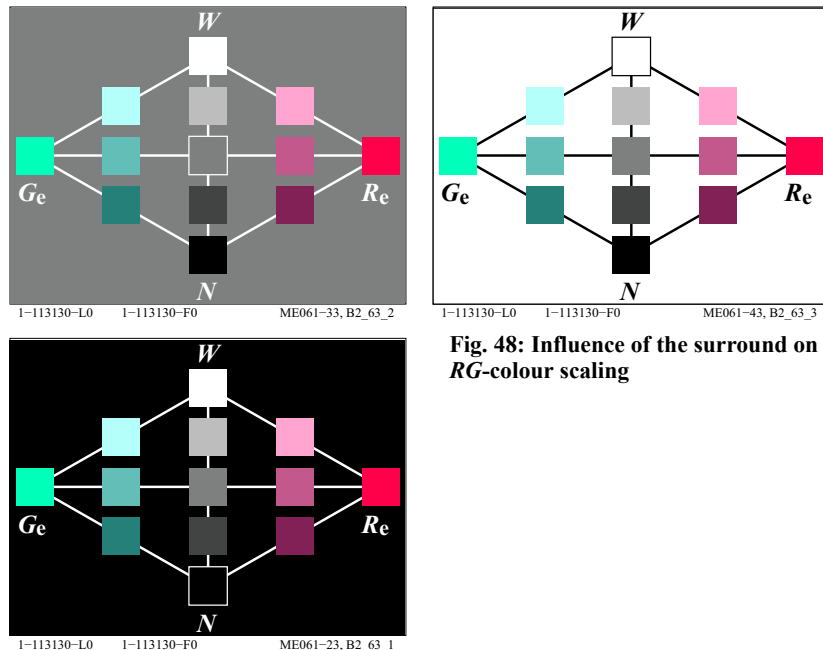 W
Ge Re
N
1−113130−L0 1−113130−F0 ME061−33, B2_63_2
W
Ge Re
N
1−113130−L0 1−113130−F0 ME061−43, B2_63_3
Fig. 48: Influence of the surround on
RG-colour scaling
W
Ge Re
N
1−113130−L0 1−113130−F0 ME061−23, B2_63_1